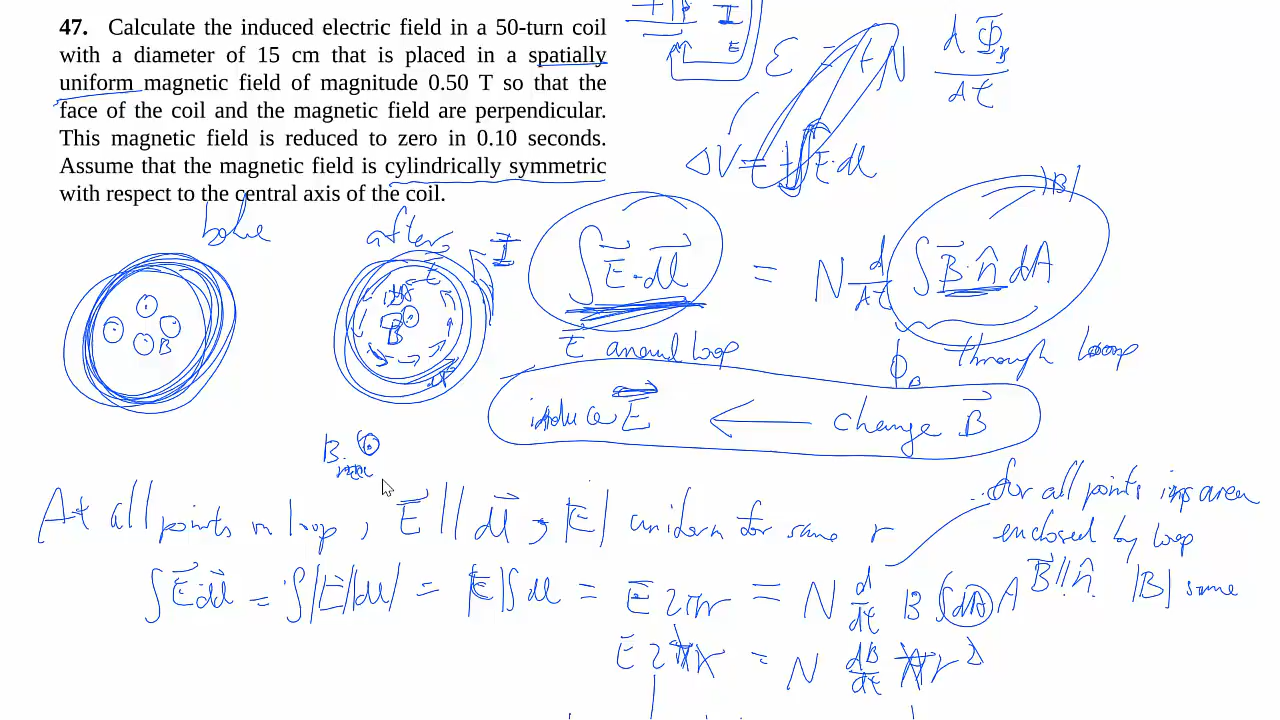 47. Calculate the induced electric field in a 50-turn coil
with a diameter of 15 cm that is placed in a spatially
uniform magnetic field of magnitude 0.50 T so that the
face of the coil and the magnetic field are perpendicular.
This magnetic field is reduced to zero in 0.10 seconds.
Assume that the magnetic field is cylindrically symmetric
with respect to the central axis of the coil.
I
E
ΔV = ∫E·dl
|B|
after
I
∫E⃗·dl⃗ = N d/dt ∫B⃗·n̂ dA
E around loop
Φ_B through loop
B
B
induce E⃗ ← change B⃗
B
At all points on loop, E⃗ // dl⃗, |E| uniform for same r
for all points in area
enclosed by loop
B⃗ // n̂ |B| same
∫E⃗·dl⃗ = ∫|E⃗||dl| = |E|∫dl = E 2πr = N d/dt B ∫dA
E 2πr = N dB/dt πr²